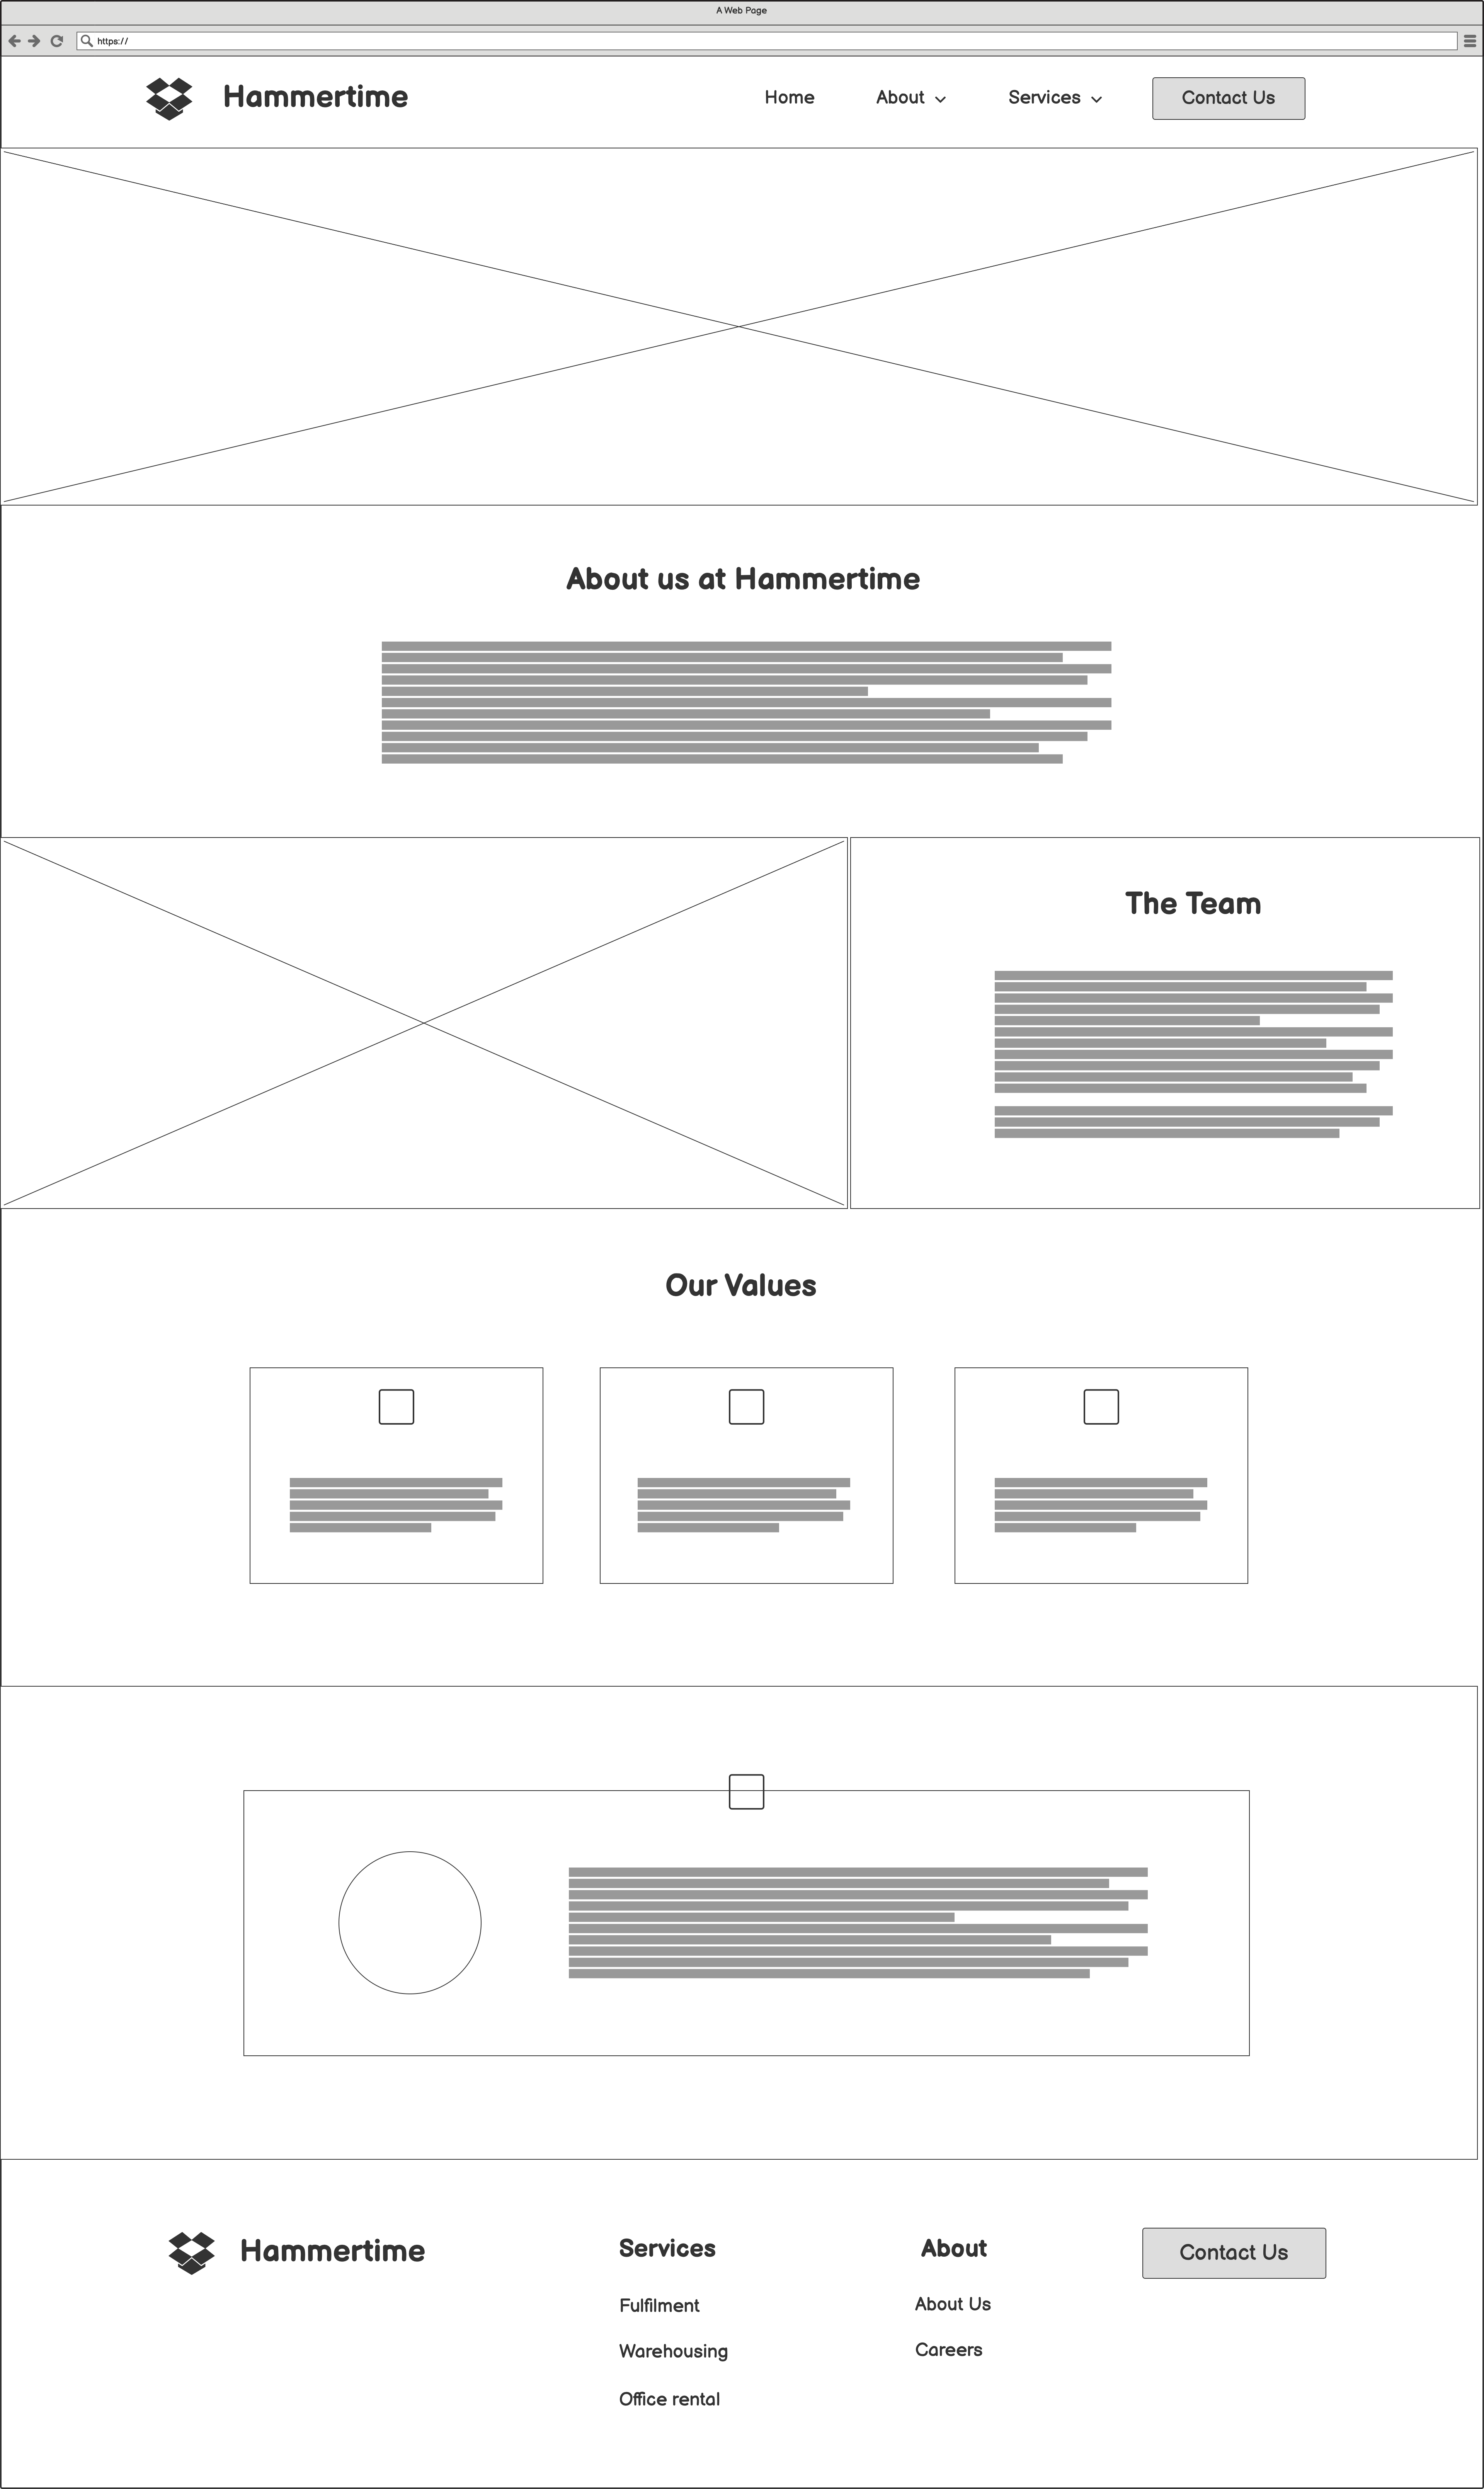 A Web Page
https://
Hammertime
Home
About
Services
Contact Us
About us at Hammertime
The Team
Our Values
Hammertime
Services
About
Contact Us
Fulfilment
About Us
Warehousing
Careers
Office rental